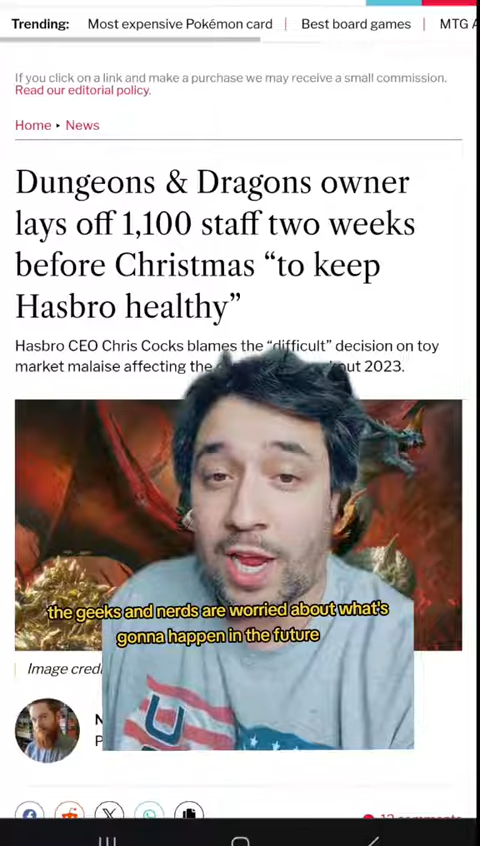 Trending: Most expensive Pokémon card | Best board games | MTG
If you click on a link and make a purchase we may receive a small commission.
Read our editorial policy.
Home ▸ News
Dungeons & Dragons owner
lays off 1,100 staff two weeks
before Christmas “to keep
Hasbro healthy”
Hasbro CEO Chris Cocks blames the “difficult” decision on toy
market malaise affecting the out 2023.
the geeks and nerds are worried about what's
gonna happen in the future
Image cred
N
P
U
12 comments